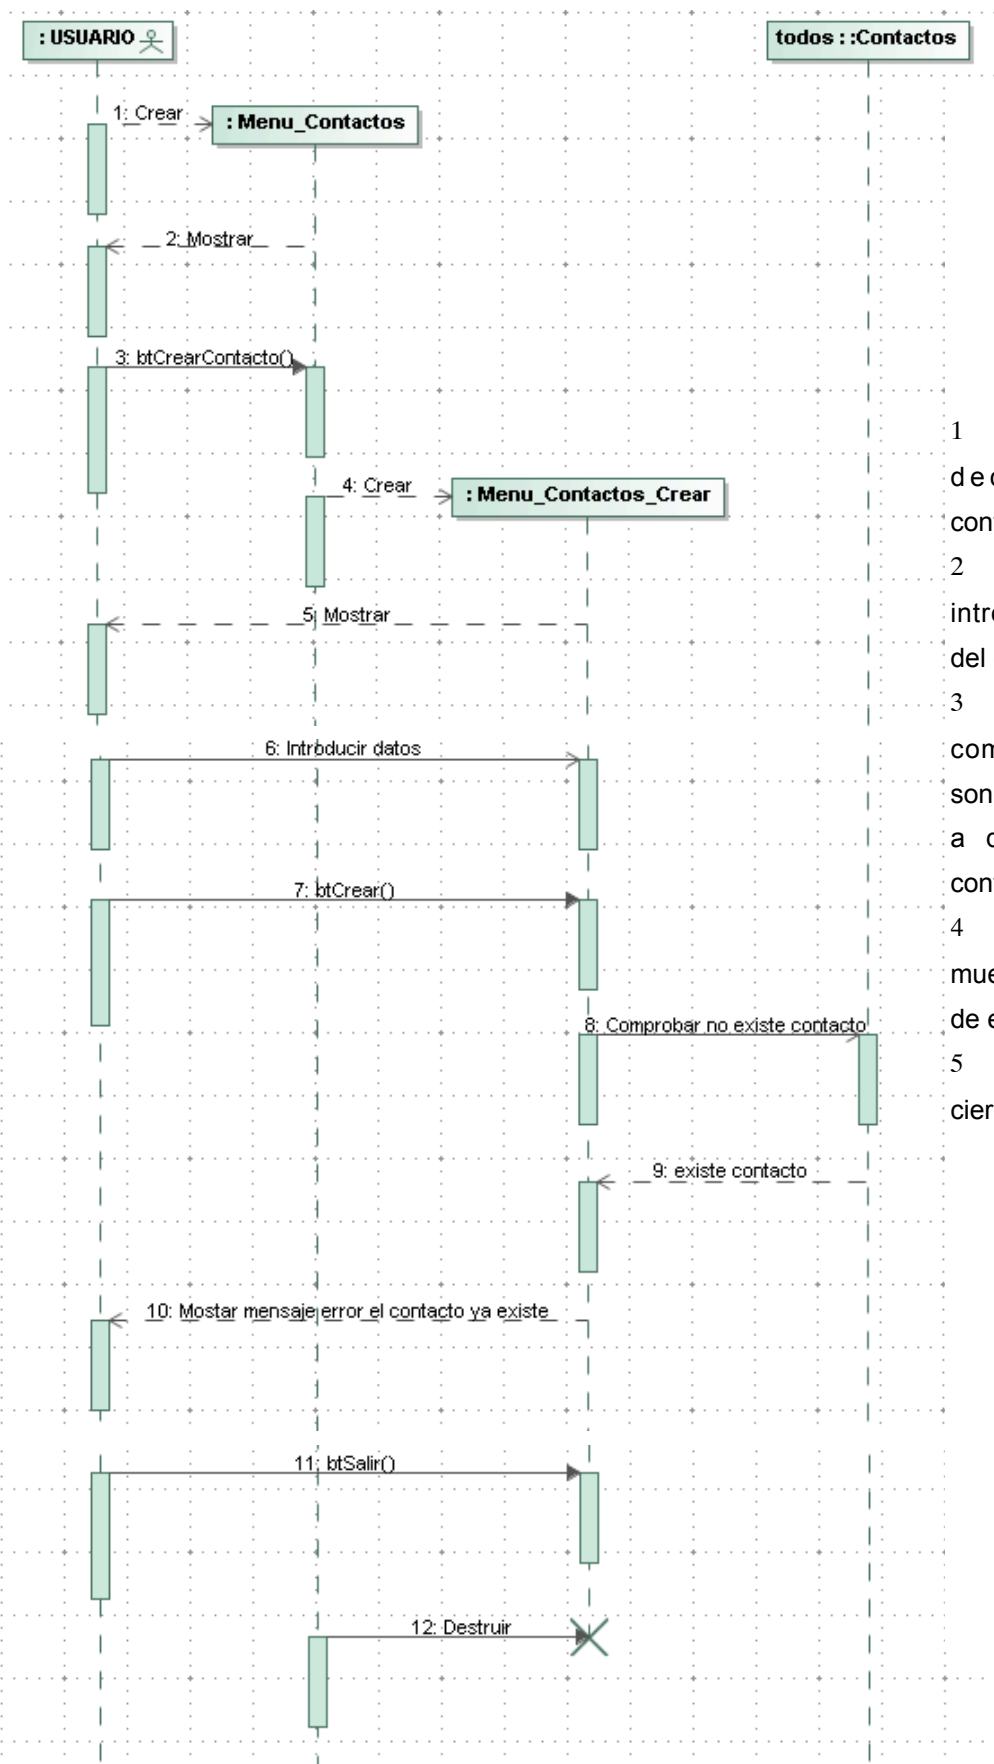 : USUARIO
todos : :Contactos
1: Crear
: Menu_Contactos
2: Mostrar
3: btCrearContacto()
4: Crear
: Menu_Contactos_Crear
5: Mostrar
6: Introducir datos
7: btCrear()
8: Comprobar no existe contacto
9: existe contacto
10: Mostar mensaje error el contacto ya existe
11: btSalir()
12: Destruir
1
2
del
3
son
a
4
5